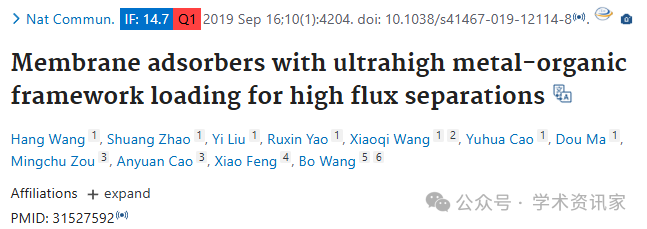 Nat Commun. IF: 14.7 Q1 2019 Sep 16;10(1):4204. doi: 10.1038/s41467-019-12114-8.
Membrane adsorbers with ultrahigh metal-organic
framework loading for high flux separations
Hang Wang 1, Shuang Zhao 1, Yi Liu 1, Ruxin Yao 1, Xiaoqi Wang 1 2, Yuhua Cao 1, Dou Ma 1,
Mingchu Zou 3, Anyuan Cao 3, Xiao Feng 4, Bo Wang 5 6
Affiliations + expand
PMID: 31527592
公众号 · 学术资讯家